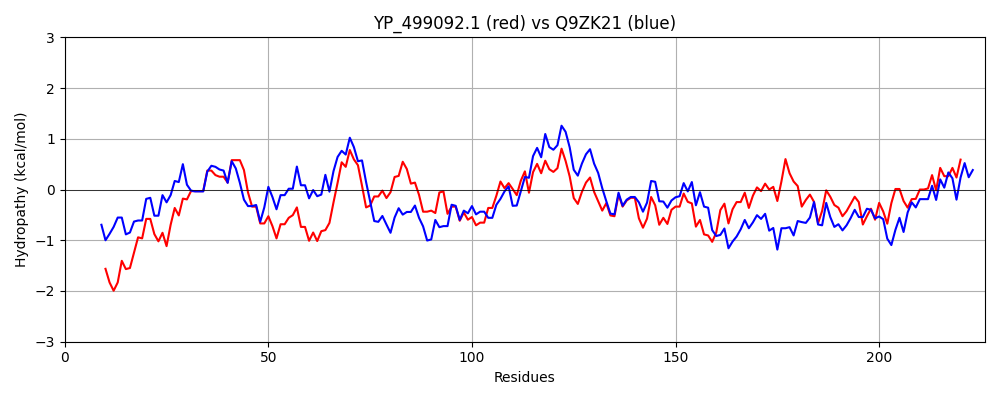 YP_499092.1 (red) vs Q9ZK21 (blue)
Hydropathy (kcal/mol)
3
2
1
0
−1
−2
−3
0 50 100 150 200
Residues